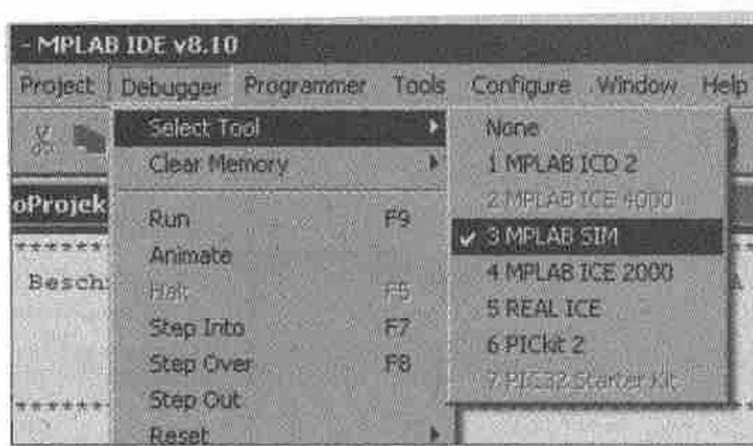 - MPLAB IDE v8.10
Project Debugger Programmer Tools Configure Window Help
Select Tool
Clear Memory
Run F9
Animate
Halt F5
Step Into F7
Step Over F8
Step Out
Reset
None
1 MPLAB ICD 2
2 MPLAB ICE 4000
3 MPLAB SIM
4 MPLAB ICE 2000
5 REAL ICE
6 PICkit 2
7 PIC32 Starter Kit
oProjek
******
Besch
******